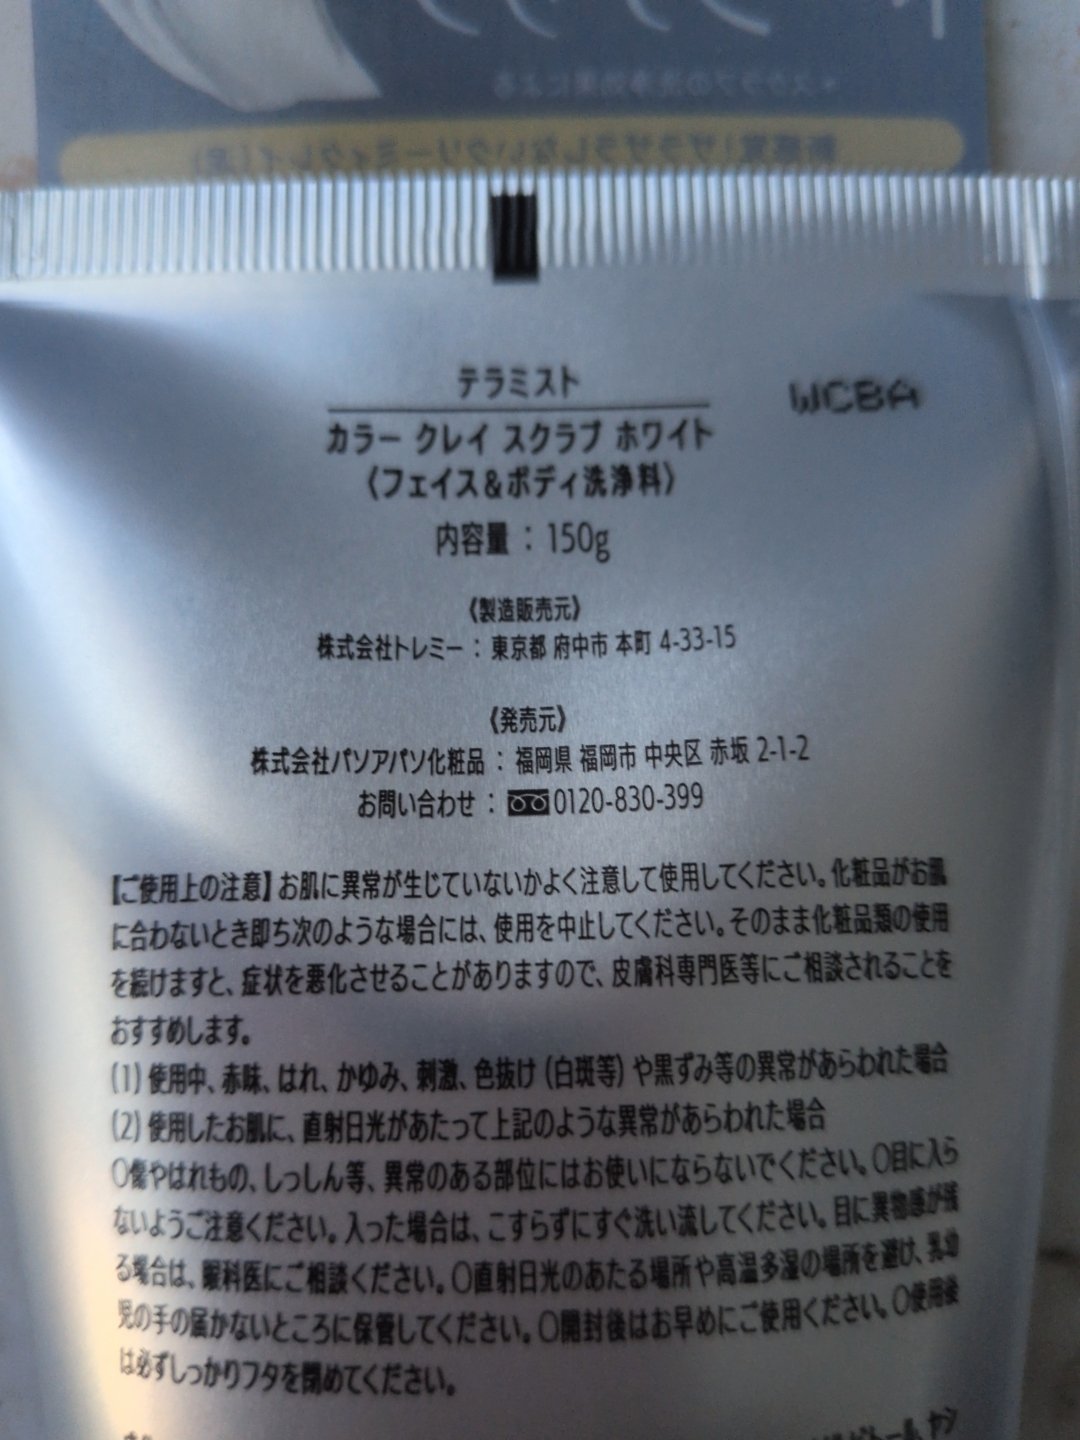 テラミスト
WCBA
カラー クレイ スクラブ ホワイト
〈フェイス＆ボディ洗浄料〉
内容量：150g
《製造販売元》
株式会社トレミー：東京都 府中市 本町 4-33-15
《発売元》
株式会社パソアパソ化粧品：福岡県 福岡市 中央区 赤坂 2-1-2
お問い合わせ：0120-830-399
【ご使用上の注意】お肌に異常が生じていないかよく注意して使用してください。化粧品がお肌
に合わないとき即ち次のような場合には、使用を中止してください。そのまま化粧品類の使用
を続けますと、症状を悪化させることがありますので、皮膚科専門医等にご相談されることを
おすすめします。
(1) 使用中、赤味、はれ、かゆみ、刺激、色抜け（白斑等）や黒ずみ等の異常があらわれた場合
(2) 使用したお肌に、直射日光があたって上記のような異常があらわれた場合
○傷やはれもの、しっしん等、異常のある部位にはお使いにならないでください。○目に入ら
ないようご注意ください。入った場合は、こすらずにすぐ洗い流してください。目に異物感が残
る場合は、眼科医にご相談ください。○直射日光のあたる場所や高温多湿の場所を避け、乳幼
児の手の届かないところに保管してください。○開封後はお早めにご使用ください。○使用後
は必ずしっかりフタを閉めてください。